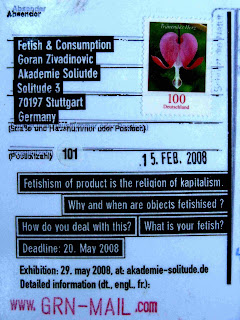 Absender
Absender
Fetish & Consumption
Goran Zivadinovic
Akademie Soliutde
Solitude 3
70197 Stuttgart
Germany
Tränendes Herz
100
Deutschland
(Straße und Hausnummer oder Postfach)
(Postleitzahl)
101
15. FEB. 2008
Fetishism of product is the religion of kapitalism.
Why and when are objects fetishised ?
How do you deal with this?
What is your fetish?
Deadline: 20. May 2008
Exhibition: 29. may 2008, at: akademie-solitude.de
Detailed information (dt., engl., fr.):
www.GRN-MAIL.com